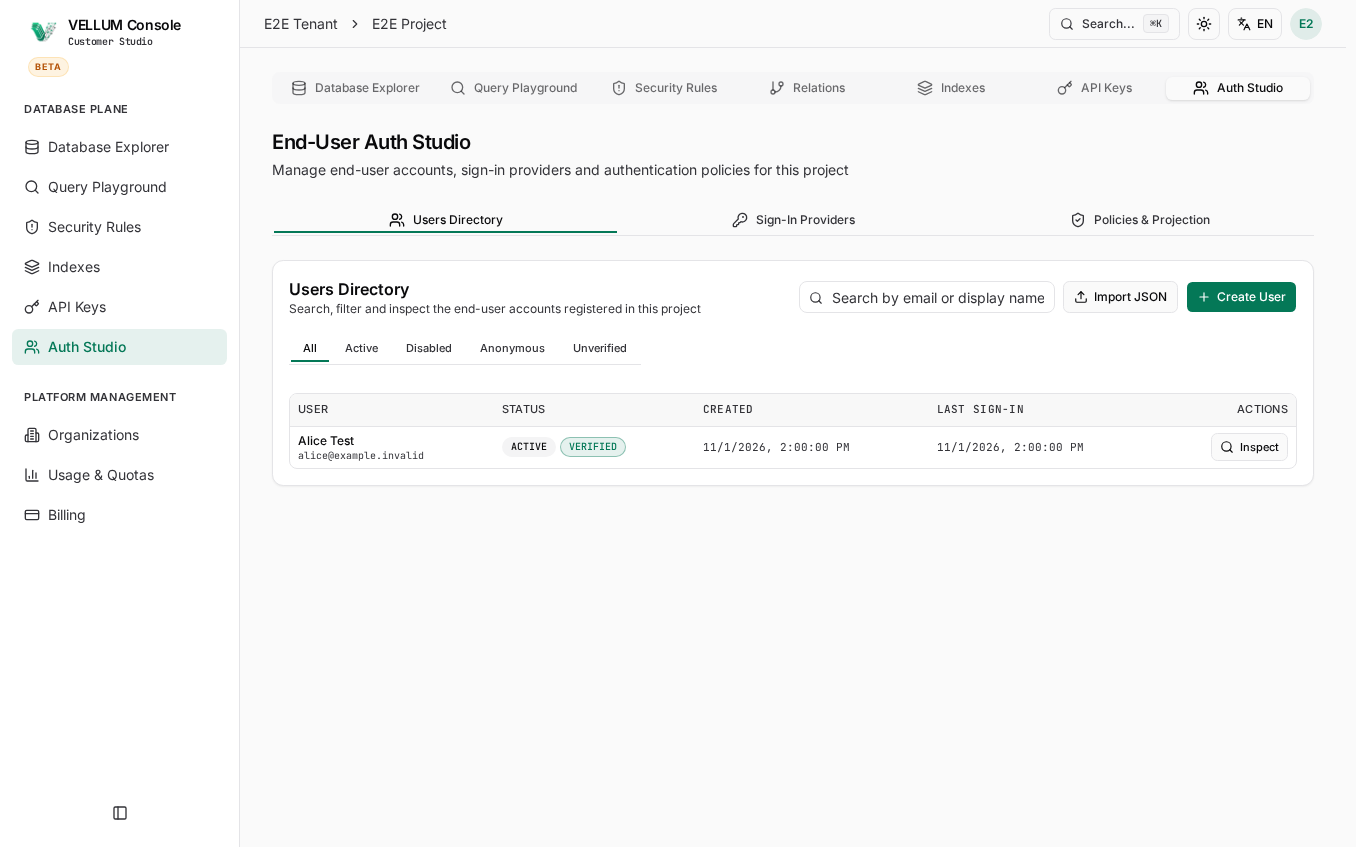 VELLUM Console
Customer Studio
BETA
E2E Tenant > E2E Project
Search... ⌘K
EN
E2
DATABASE PLANE
Database Explorer
Query Playground
Security Rules
Indexes
API Keys
Auth Studio
PLATFORM MANAGEMENT
Organizations
Usage & Quotas
Billing
Database Explorer Query Playground Security Rules Relations Indexes API Keys Auth Studio
End-User Auth Studio
Manage end-user accounts, sign-in providers and authentication policies for this project
Users Directory Sign-In Providers Policies & Projection
Users Directory
Search, filter and inspect the end-user accounts registered in this project
Search by email or display name
Import JSON
Create User
All Active Disabled Anonymous Unverified
USER STATUS CREATED LAST SIGN-IN ACTIONS
Alice Test
alice@example.invalid
ACTIVE VERIFIED 11/1/2026, 2:00:00 PM 11/1/2026, 2:00:00 PM Inspect